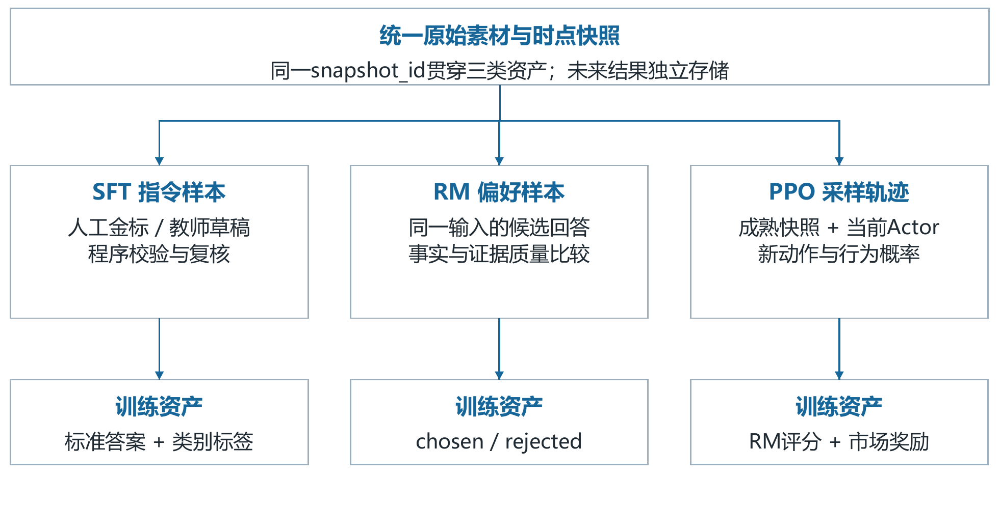 统一原始素材与时点快照
同一snapshot_id贯穿三类资产；未来结果独立存储
SFT 指令样本
人工金标 / 教师草稿
程序校验与复核
RM 偏好样本
同一输入的候选回答
事实与证据质量比较
PPO 采样轨迹
成熟快照 + 当前Actor
新动作与行为概率
训练资产
标准答案 + 类别标签
训练资产
chosen / rejected
训练资产
RM评分 + 市场奖励